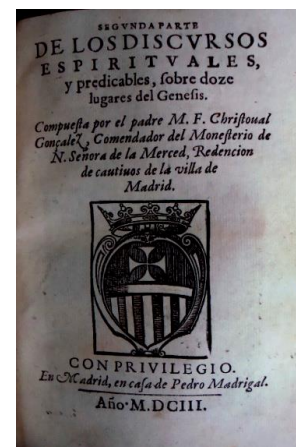 SEGVNDA PARTE
DE LOS DISCVRSOS
ESPIRITVALES,
y predicables, ſobre doze
lugares del Geneſis.
Compueſta por el padre M. F. Chriſtoual
Gonçalez, Comendador del Moneſterio de
N. Señora de la Merced, Redencion
de cautiuos de la villa de
Madrid.
CON PRIVILEGIO.
En Madrid, en caſa de Pedro Madrigal.
Año·M.DCIII.